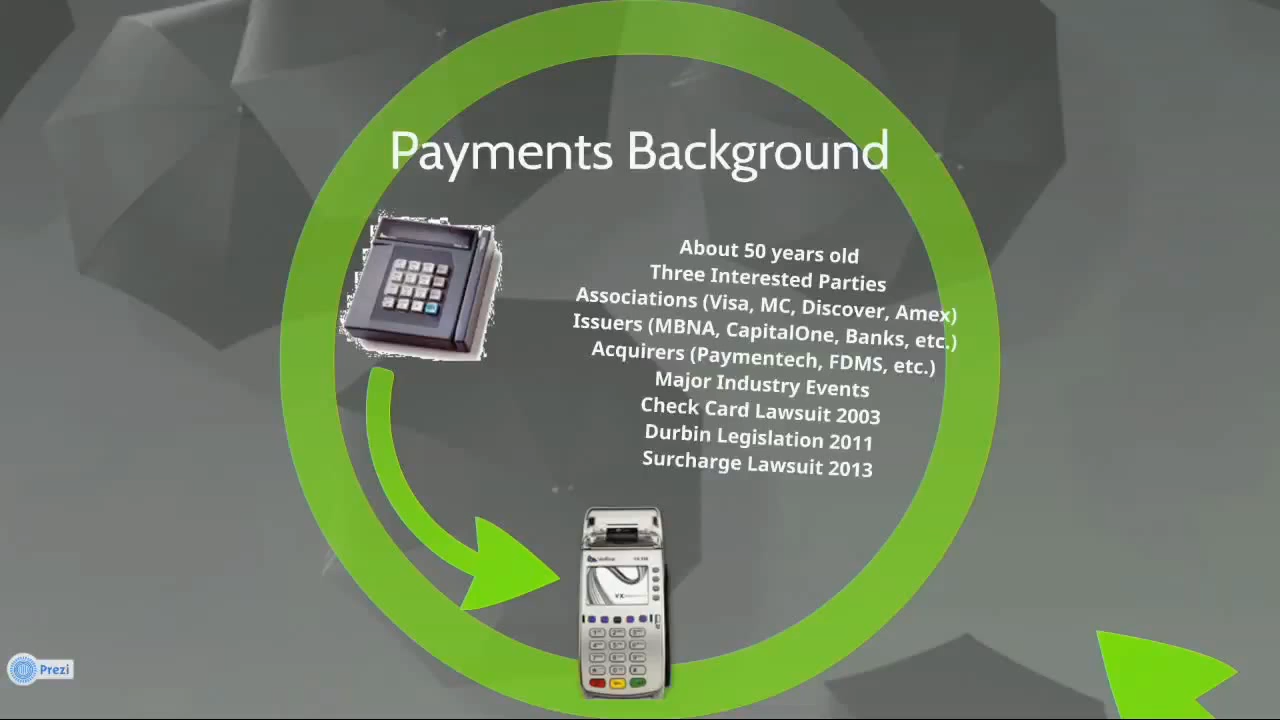 Payments Background
About 50 years old
Three Interested Parties
Associations (Visa, MC, Discover, Amex)
Issuers (MBNA, CapitalOne, Banks, etc.)
Acquirers (Paymentech, FDMS, etc.)
Major Industry Events
Check Card Lawsuit 2003
Durbin Legislation 2011
Surcharge Lawsuit 2013
VX
Prezi